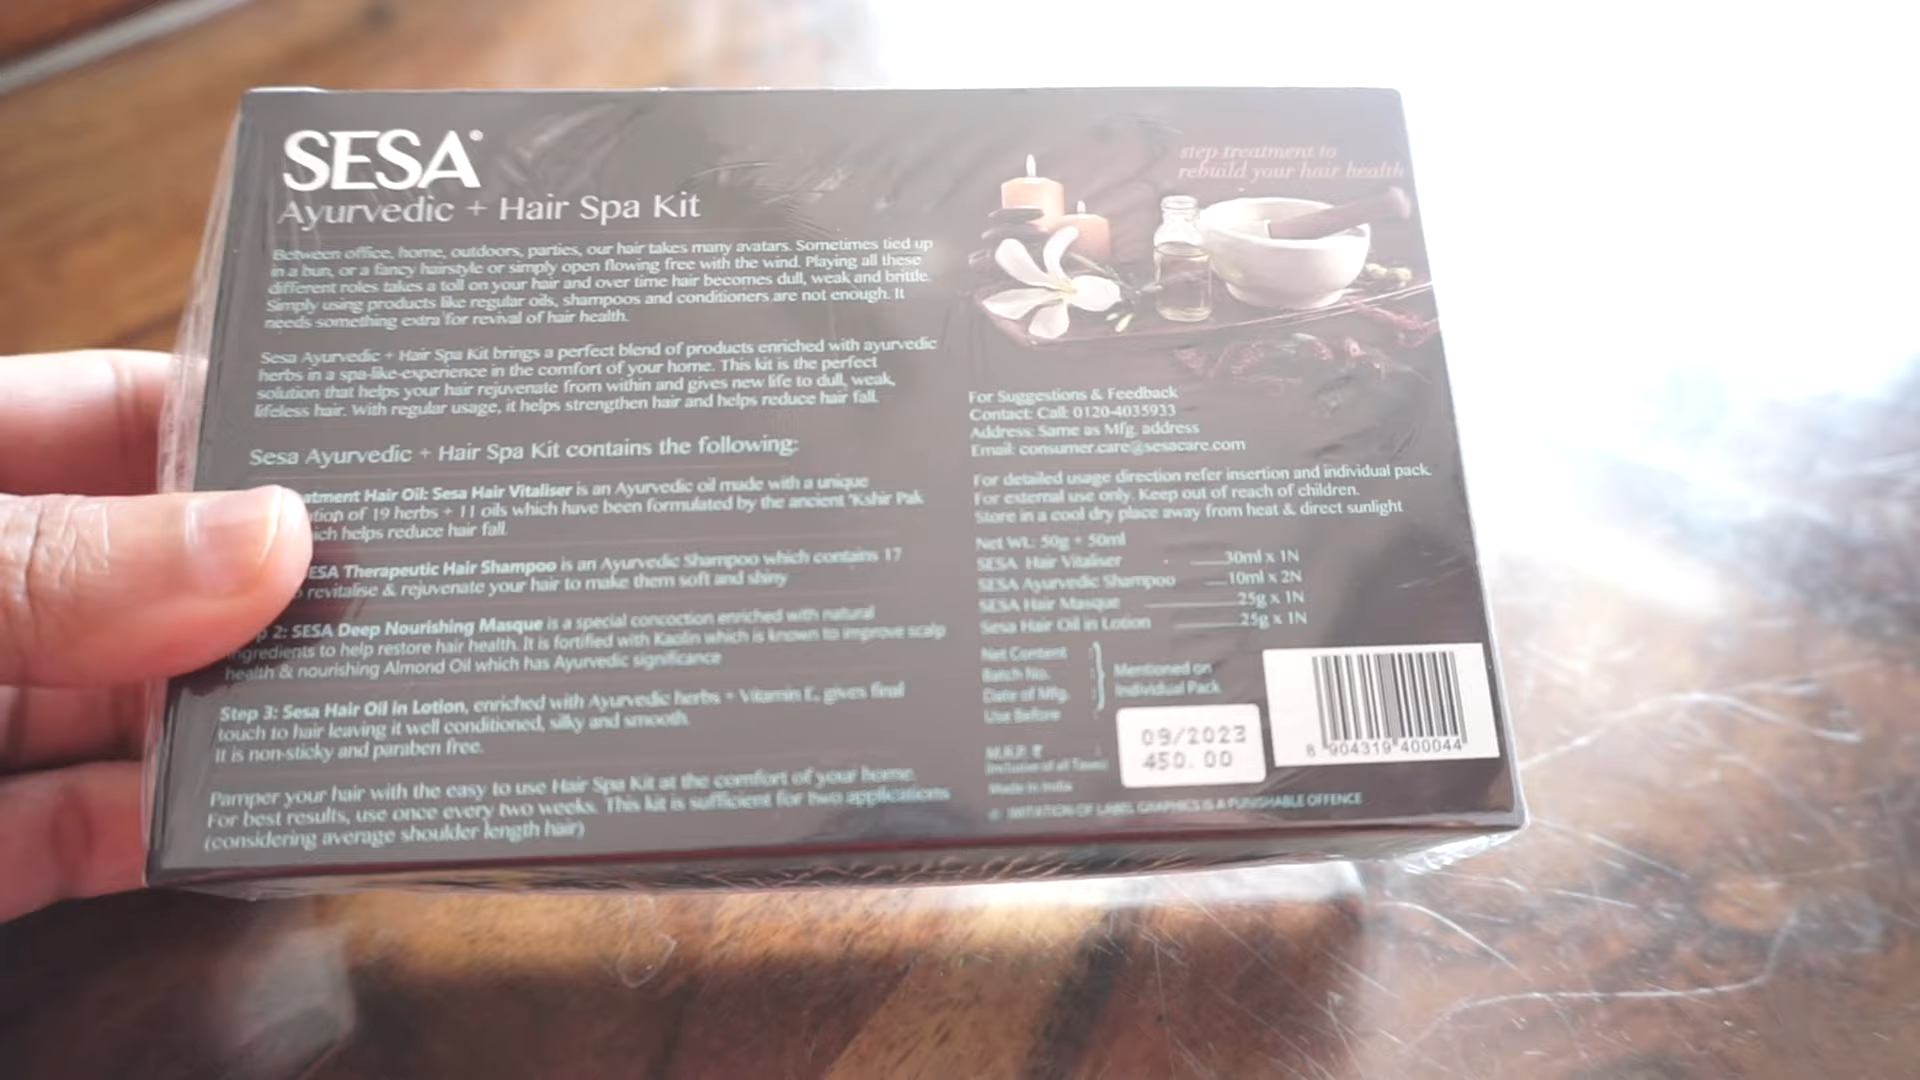 SESA
Ayurvedic + Hair Spa Kit
Between office, home, outdoors, parties, our hair takes many avatars. Sometimes tied up
in a bun, or a fancy hairstyle or simply open flowing free with the wind. Playing all these
different roles takes a toll on your hair and over time hair becomes dull, weak and brittle.
Simply using products like regular oils, shampoos and conditioners are not enough. It
needs something extra for revival of hair health.
Sesa Ayurvedic + Hair Spa Kit brings a perfect blend of products enriched with ayurvedic
herbs in a spa-like-experience in the comfort of your home. This kit is the perfect
solution that helps your hair rejuvenate from within and gives new life to dull, weak,
lifeless hair. With regular usage, it helps strengthen hair and helps reduce hair fall.
Sesa Ayurvedic + Hair Spa Kit contains the following:
atment Hair Oil: Sesa Hair Vitaliser is an Ayurvedic oil made with a unique
tion of 19 herbs + 11 oils which have been formulated by the ancient 'Kshir Pak
ich helps reduce hair fall.
ESA Therapeutic Hair Shampoo is an Ayurvedic Shampoo which contains 17
revitalise & rejuvenate your hair to make them soft and shiny
p 2: SESA Deep Nourishing Masque is a special concoction enriched with natural
ingredients to help restore hair health. It is fortified with Kaolin which is known to improve scalp
health & nourishing Almond Oil which has Ayurvedic significance
Step 3: Sesa Hair Oil in Lotion, enriched with Ayurvedic herbs + Vitamin E, gives final
touch to hair leaving it well conditioned, silky and smooth.
It is non-sticky and paraben free.
Pamper your hair with the easy to use Hair Spa Kit at the comfort of your home.
For best results, use once every two weeks. This kit is sufficient for two applications
(considering average shoulder length hair)
step treatment to
rebuild your hair health
For Suggestions & Feedback
Contact: Call: 0120-4035933
Address: Same as Mfg. address
Email: consumer.care@sesacare.com
For detailed usage direction refer insertion and individual pack.
For external use only. Keep out of reach of children.
Store in a cool dry place away from heat & direct sunlight
Net Wt.: 50g + 50ml
SESA Hair Vitaliser 30ml x 1N
SESA Ayurvedic Shampoo 10ml x 2N
SESA Hair Masque 25g x 1N
Sesa Hair Oil in Lotion 25g x 1N
Net Content
Batch No.
Date of Mfg.
Use Before
Mentioned on
Individual Pack
M.R.P. ₹ :
(Inclusive of all Taxes)
Made in India
09/2023
450.00
8 904319 400044
IMITATION OF LABEL GRAPHICS IS A PUNISHABLE OFFENCE